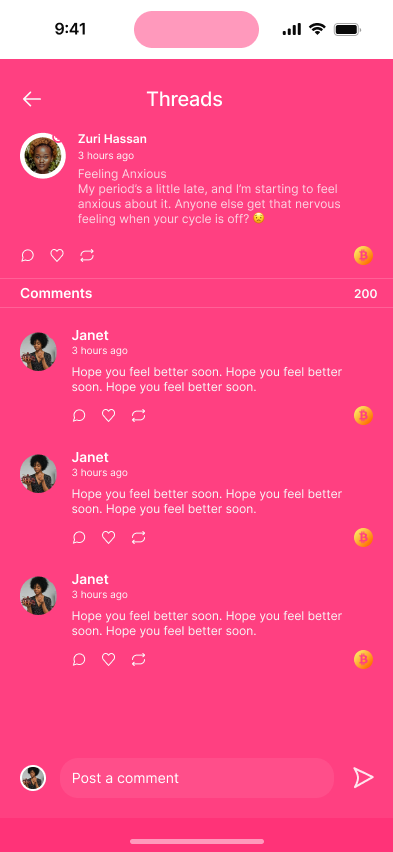 9:41
Threads
Zuri Hassan
3 hours ago
Feeling Anxious
My period's a little late, and I'm starting to feel
anxious about it. Anyone else get that nervous
feeling when your cycle is off? 😟
Comments
200
Janet
3 hours ago
Hope you feel better soon. Hope you feel better
soon. Hope you feel better soon.
Janet
3 hours ago
Hope you feel better soon. Hope you feel better
soon. Hope you feel better soon.
Janet
3 hours ago
Hope you feel better soon. Hope you feel better
soon. Hope you feel better soon.
Post a comment